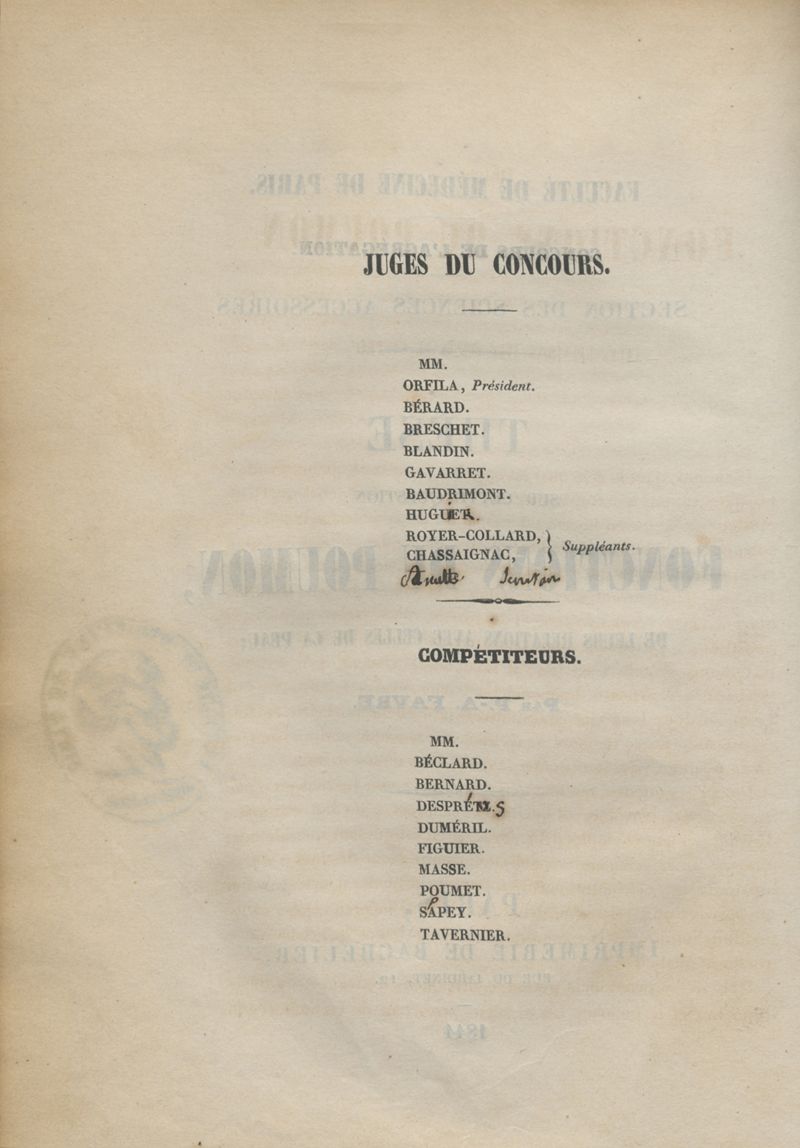 JUGES DU CONCOURS.
MM.
ORFILA, Président.
BÉRARD.
BRESCHET.
BLANDIN.
GAVARRET.
BAUDRIMONT.
HUGUIER.
ROYER-COLLARD, } Suppléants.
CHASSAIGNAC,
COMPÉTITEURS.
MM.
BÉCLARD.
BERNARD.
DESPRÉS
DUMÉRIL.
FIGUIER.
MASSE.
POUMET.
SAPPEY.
TAVERNIER.